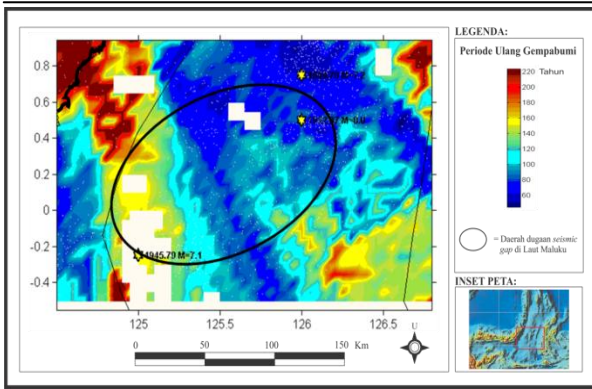 0.8
0.6
0.4
0.2
0
-0.2
-0.4
1945.79 M=7.1
125
125.5
126
126.5
0 50 100 150 Km
U
LEGENDA:
Periode Ulang Gempabumi
220 Tahun
200
180
160
140
120
100
80
60
= Daerah dugaan seismic
gap di Laut Maluku
INSET PETA: